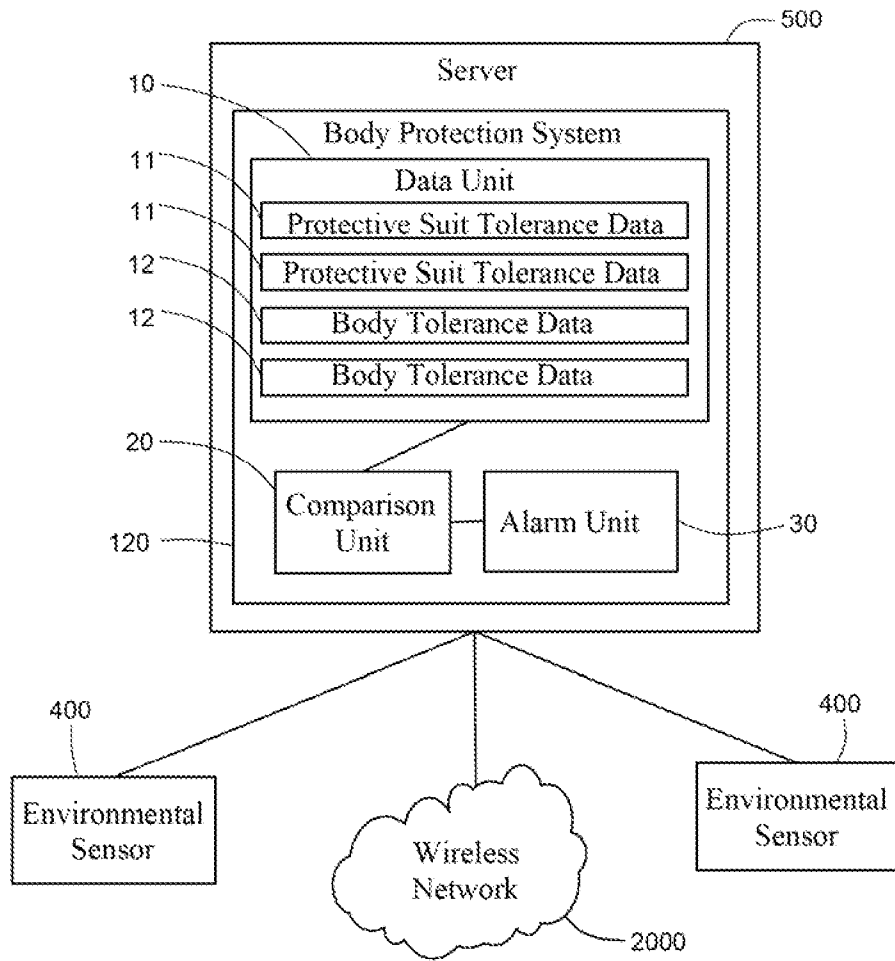 500
Server
10
Body Protection System
Data Unit
11
Protective Suit Tolerance Data
11
Protective Suit Tolerance Data
12
Body Tolerance Data
12
Body Tolerance Data
20
Comparison
Unit
Alarm Unit
30
120
400
Environmental
Sensor
400
Environmental
Sensor
Wireless
Network
2000